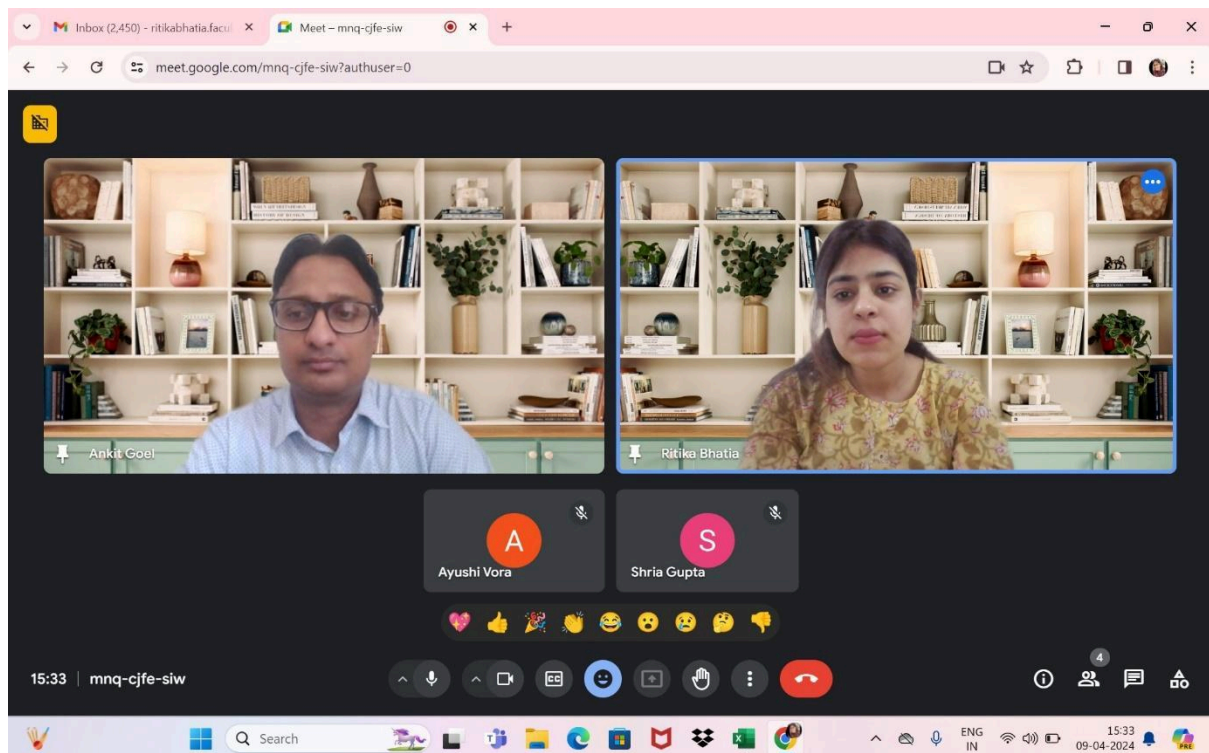 Inbox (2,450) - ritikabhatia.facu
Meet – mnq-cjfe-siw
meet.google.com/mnq-cjfe-siw?authuser=0
Ankit Goel
Ritika Bhatia
A
S
Ayushi Vora
Shria Gupta
4
15:33 | mnq-cjfe-siw
CC
Search
ENG
IN
15:33
09-04-2024
PRE